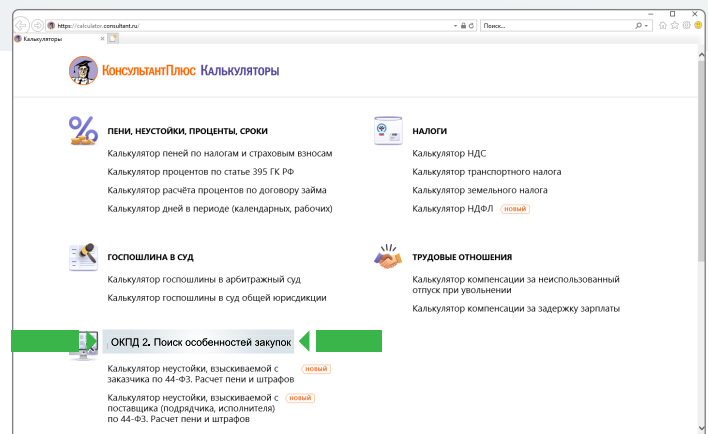 https://calculator.consultant.ru/
Поиск...
Калькуляторы
КонсультантПлюс Калькуляторы
ПЕНИ, НЕУСТОЙКИ, ПРОЦЕНТЫ, СРОКИ
Калькулятор пеней по налогам и страховым взносам
Калькулятор процентов по статье 395 ГК РФ
Калькулятор расчёта процентов по договору займа
Калькулятор дней в периоде (календарных, рабочих)
НАЛОГИ
Калькулятор НДС
Калькулятор транспортного налога
Калькулятор земельного налога
Калькулятор НДФЛ новый
ГОСПОШЛИНА В СУД
Калькулятор госпошлины в арбитражный суд
Калькулятор госпошлины в суд общей юрисдикции
ТРУДОВЫЕ ОТНОШЕНИЯ
Калькулятор компенсации за неиспользованный
отпуск при увольнении
Калькулятор компенсации за задержку зарплаты
ОКПД 2. Поиск особенностей закупок
Калькулятор неустойки, взыскиваемой с новый
заказчика по 44-ФЗ. Расчет пени и штрафов
Калькулятор неустойки, взыскиваемой с новый
поставщика (подрядчика, исполнителя)
по 44-ФЗ. Расчет пени и штрафов